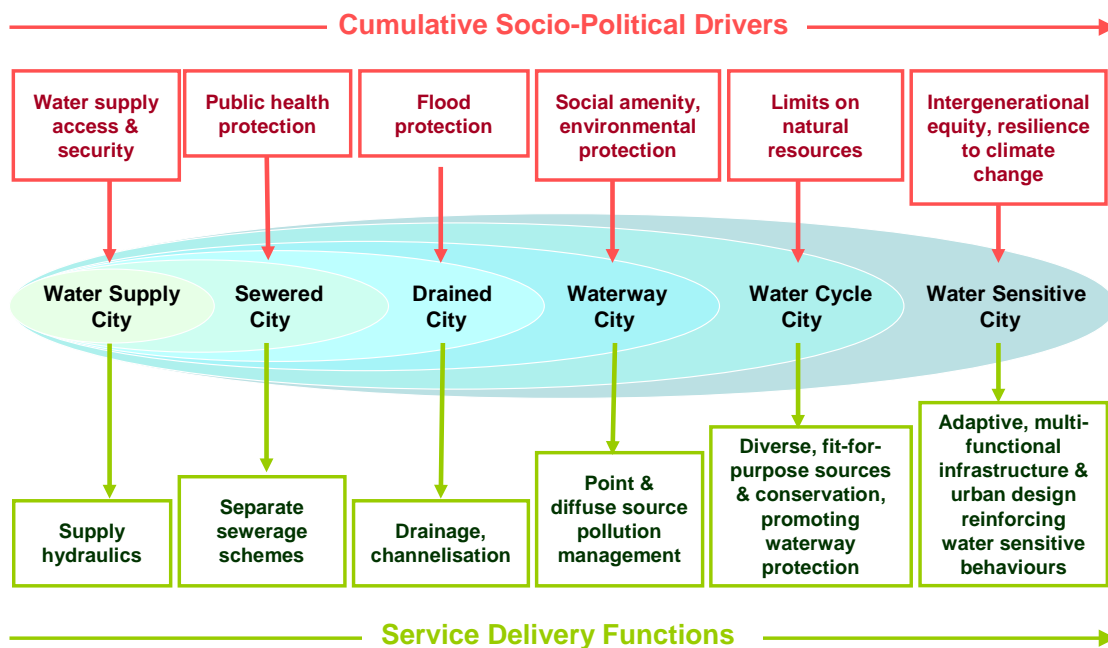 Cumulative Socio-Political Drivers
Water supply
access &
security
Public health
protection
Flood
protection
Social amenity,
environmental
protection
Limits on
natural
resources
Intergenerational
equity, resilience
to climate
change
Water Supply
City
Sewered
City
Drained
City
Waterway
City
Water Cycle
City
Water Sensitive
City
Supply
hydraulics
Separate
sewerage
schemes
Drainage,
channelisation
Point &
diffuse source
pollution
management
Diverse, fit-for-
purpose sources
& conservation,
promoting
waterway
protection
Adaptive, multi-
functional
infrastructure &
urban design
reinforcing
water sensitive
behaviours
Service Delivery Functions